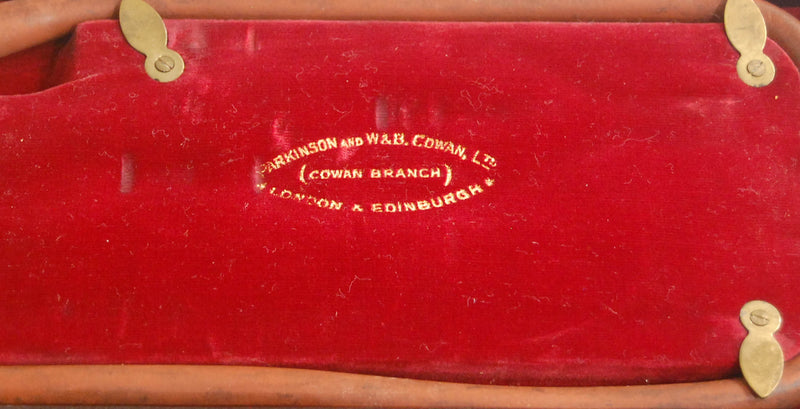 PARKINSON AND W & B. COWAN, LTD
(COWAN BRANCH)
LONDON & EDINBURGH